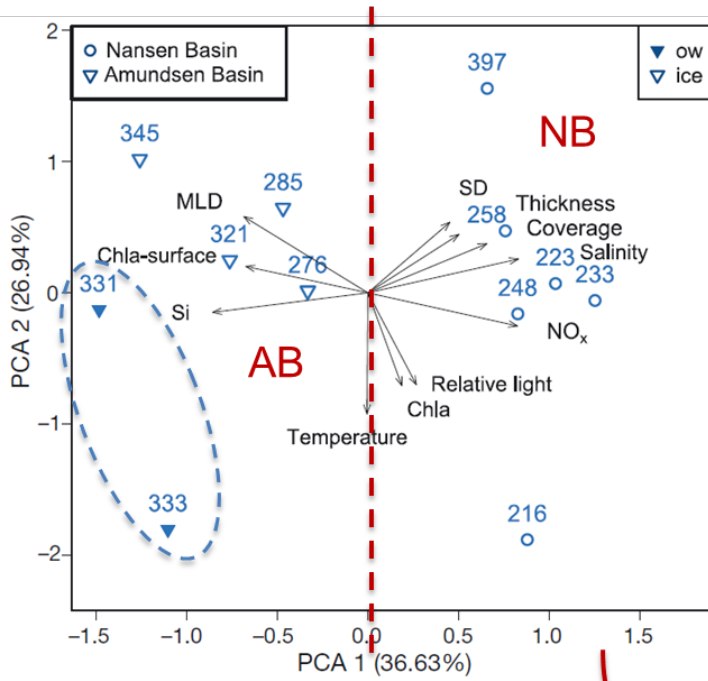 2
Nansen Basin
Amundsen Basin
ow
ice
397
NB
345
1
285
SD
MLD
258
Thickness
Coverage
321
Chla-surface
Salinity
276
223
233
331
0
248
Si
NOx
AB
Relative light
Chla
−1
Temperature
333
216
−2
PCA 2 (26.94%)
−1.5 −1.0 −0.5 0.0 0.5 1.0 1.5
PCA 1 (36.63%)